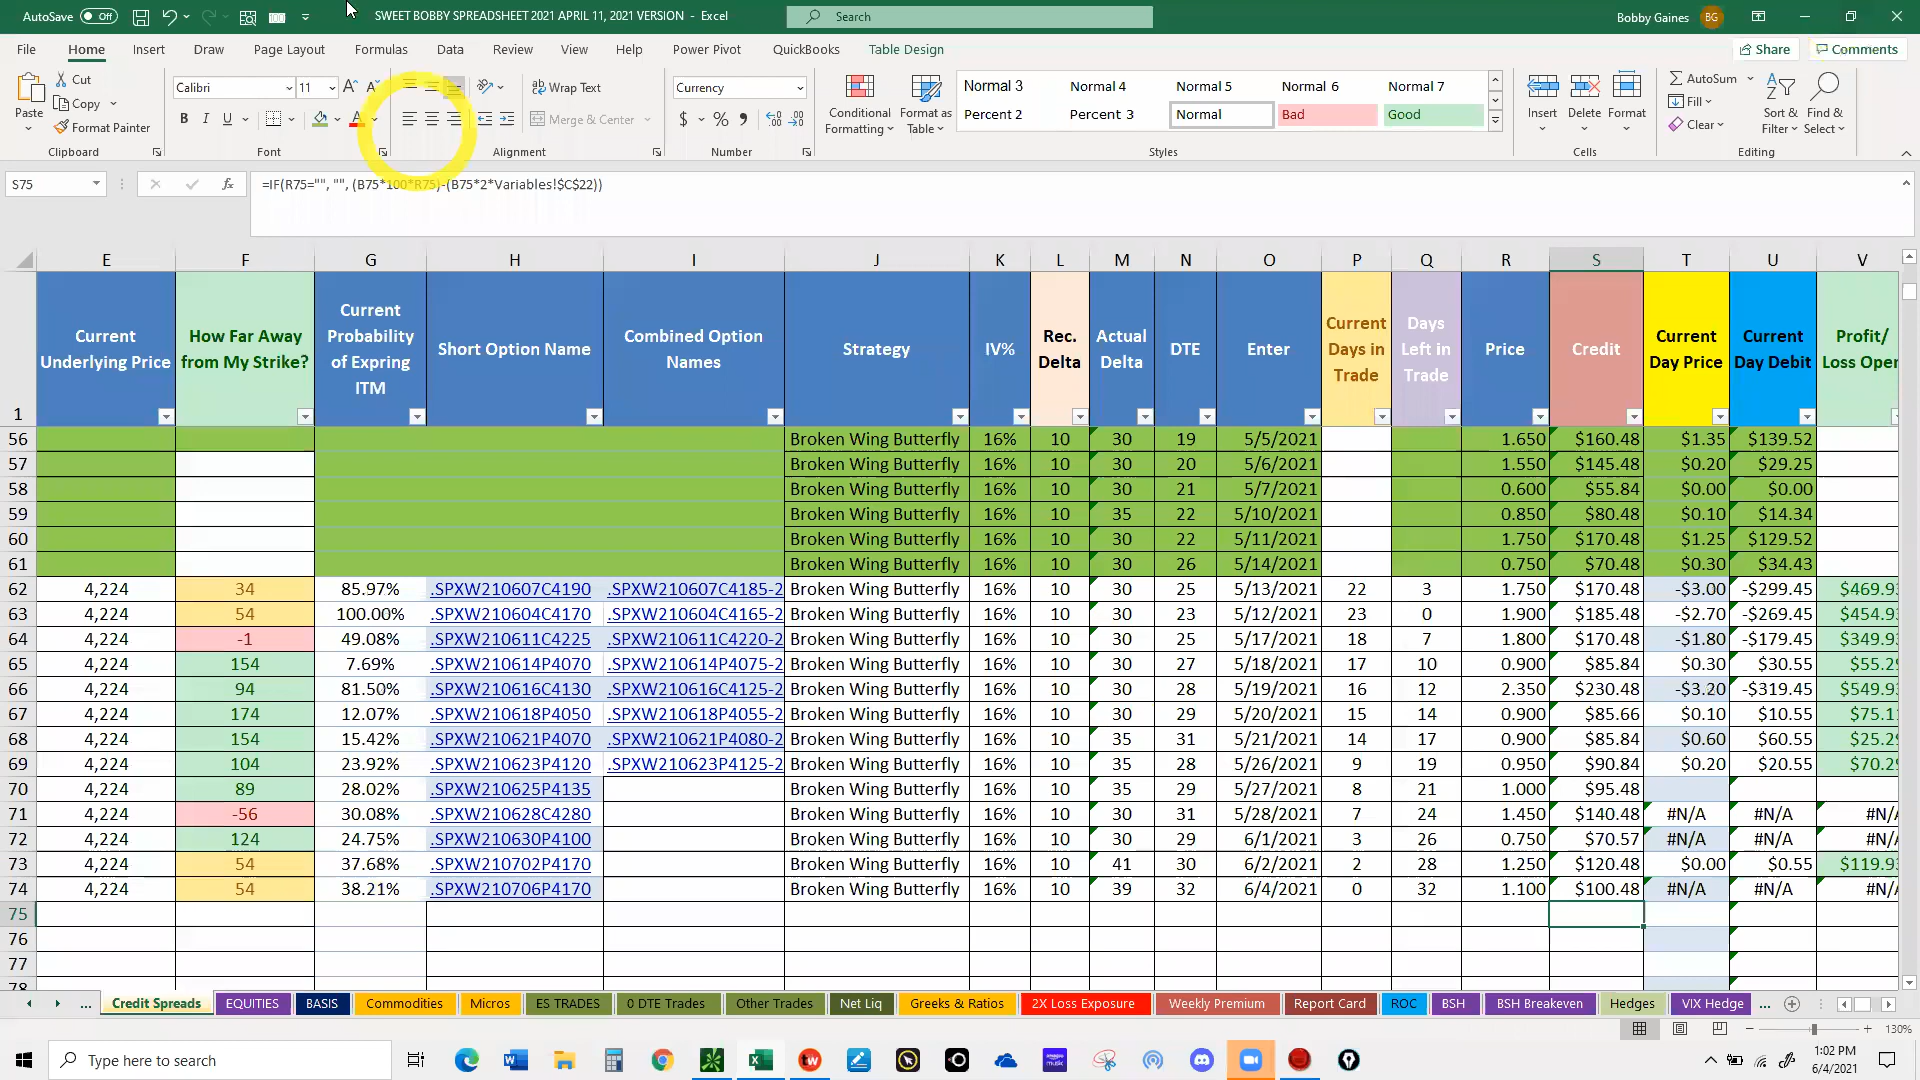 AutoSave Off SWEET BOBBY SPREADSHEET 2021 APRIL 11, 2021 VERSION - Excel Search Bobby Gaines BG
File Home Insert Draw Page Layout Formulas Data Review View Help Power Pivot QuickBooks Table Design Share Comments
Paste Cut Copy Format Painter Clipboard
Calibri 11 B I U Font
Wrap Text Merge & Center Alignment
Currency $ % Number
Conditional Formatting Format as Table
Normal 3 Normal 4 Normal 5 Normal 6 Normal 7
Percent 2 Percent 3 Normal Bad Good
Styles
Insert Delete Format Cells
AutoSum Fill Clear Sort & Filter Find & Select Editing
S75 fx =IF(R75="", "", (B75*100*R75)-(B75*2*Variables!$C$22))
E F G H I J K L M N O P Q R S T U V
1 Current Underlying Price How Far Away from My Strike? Current Probability of Expring ITM Short Option Name Combined Option Names Strategy IV% Rec. Delta Actual Delta DTE Enter Current Days in Trade Days Left in Trade Price Credit Current Day Price Current Day Debit Profit/ Loss Open
56 Broken Wing Butterfly 16% 10 30 19 5/5/2021 1.650 $160.48 $1.35 $139.52
57 Broken Wing Butterfly 16% 10 30 20 5/6/2021 1.550 $145.48 $0.20 $29.25
58 Broken Wing Butterfly 16% 10 30 21 5/7/2021 0.600 $55.84 $0.00 $0.00
59 Broken Wing Butterfly 16% 10 35 22 5/10/2021 0.850 $80.48 $0.10 $14.34
60 Broken Wing Butterfly 16% 10 30 22 5/11/2021 1.750 $170.48 $1.25 $129.52
61 Broken Wing Butterfly 16% 10 30 26 5/14/2021 0.750 $70.48 $0.30 $34.43
62 4,224 34 85.97% .SPXW210607C4190 .SPXW210607C4185-2 Broken Wing Butterfly 16% 10 30 25 5/13/2021 22 3 1.750 $170.48 -$3.00 -$299.45 $469.93
63 4,224 54 100.00% .SPXW210604C4170 .SPXW210604C4165-2 Broken Wing Butterfly 16% 10 30 23 5/12/2021 23 0 1.900 $185.48 -$2.70 -$269.45 $454.93
64 4,224 -1 49.08% .SPXW210611C4225 .SPXW210611C4220-2 Broken Wing Butterfly 16% 10 30 25 5/17/2021 18 7 1.800 $170.48 -$1.80 -$179.45 $349.93
65 4,224 154 7.69% .SPXW210614P4070 .SPXW210614P4075-2 Broken Wing Butterfly 16% 10 30 27 5/18/2021 17 10 0.900 $85.84 $0.30 $30.55 $55.29
66 4,224 94 81.50% .SPXW210616C4130 .SPXW210616C4125-2 Broken Wing Butterfly 16% 10 30 28 5/19/2021 16 12 2.350 $230.48 -$3.20 -$319.45 $549.93
67 4,224 174 12.07% .SPXW210618P4050 .SPXW210618P4055-2 Broken Wing Butterfly 16% 10 30 29 5/20/2021 15 14 0.900 $85.66 $0.10 $10.55 $75.11
68 4,224 154 15.42% .SPXW210621P4070 .SPXW210621P4080-2 Broken Wing Butterfly 16% 10 35 31 5/21/2021 14 17 0.900 $85.84 $0.60 $60.55 $25.29
69 4,224 104 23.92% .SPXW210623P4120 .SPXW210623P4125-2 Broken Wing Butterfly 16% 10 35 28 5/26/2021 9 19 0.950 $90.84 $0.20 $20.55 $70.29
70 4,224 89 28.02% .SPXW210625P4135 Broken Wing Butterfly 16% 10 35 29 5/27/2021 8 21 1.000 $95.48
71 4,224 -56 30.08% .SPXW210628C4280 Broken Wing Butterfly 16% 10 30 31 5/28/2021 7 24 1.450 $140.48 #N/A #N/A #N/A
72 4,224 124 24.75% .SPXW210630P4100 Broken Wing Butterfly 16% 10 30 29 6/1/2021 3 26 0.750 $70.57 #N/A #N/A #N/A
73 4,224 54 37.68% .SPXW210702P4170 Broken Wing Butterfly 16% 10 41 30 6/2/2021 2 28 1.250 $120.48 $0.00 $0.55 $119.93
74 4,224 54 38.21% .SPXW210706P4170 Broken Wing Butterfly 16% 10 39 32 6/4/2021 0 32 1.100 $100.48 #N/A #N/A #N/A
75
76
77
78
... Credit Spreads EQUITIES BASIS Commodities Micros ES TRADES 0 DTE Trades Other Trades Net Liq Greeks & Ratios 2X Loss Exposure Weekly Premium Report Card ROC BSH BSH Breakeven Hedges VIX Hedge ...
130%
Type here to search 1:02 PM
6/4/2021